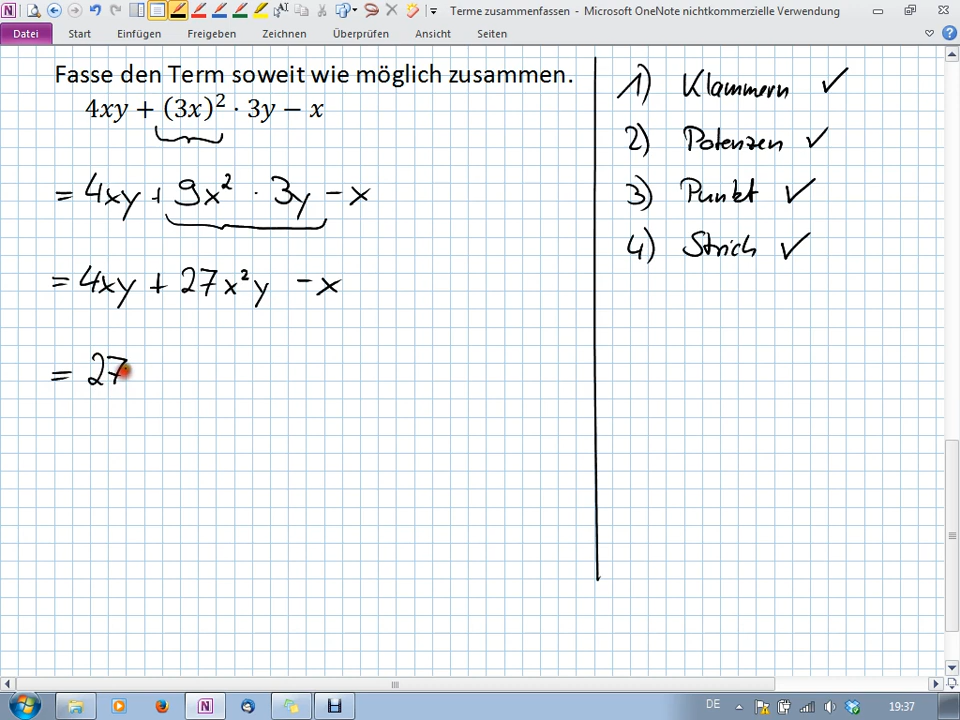 Terme zusammenfassen - Microsoft OneNote nichtkommerzielle Verwendung
Datei Start Einfügen Freigeben Zeichnen Überprüfen Ansicht Seiten
Fasse den Term soweit wie möglich zusammen.
4xy + (3x)² · 3y − x
= 4xy + 9x² · 3y − x
= 4xy + 27x²y − x
= 27
1) Klammern ✓
2) Potenzen ✓
3) Punkt ✓
4) Strich ✓
DE 19:37